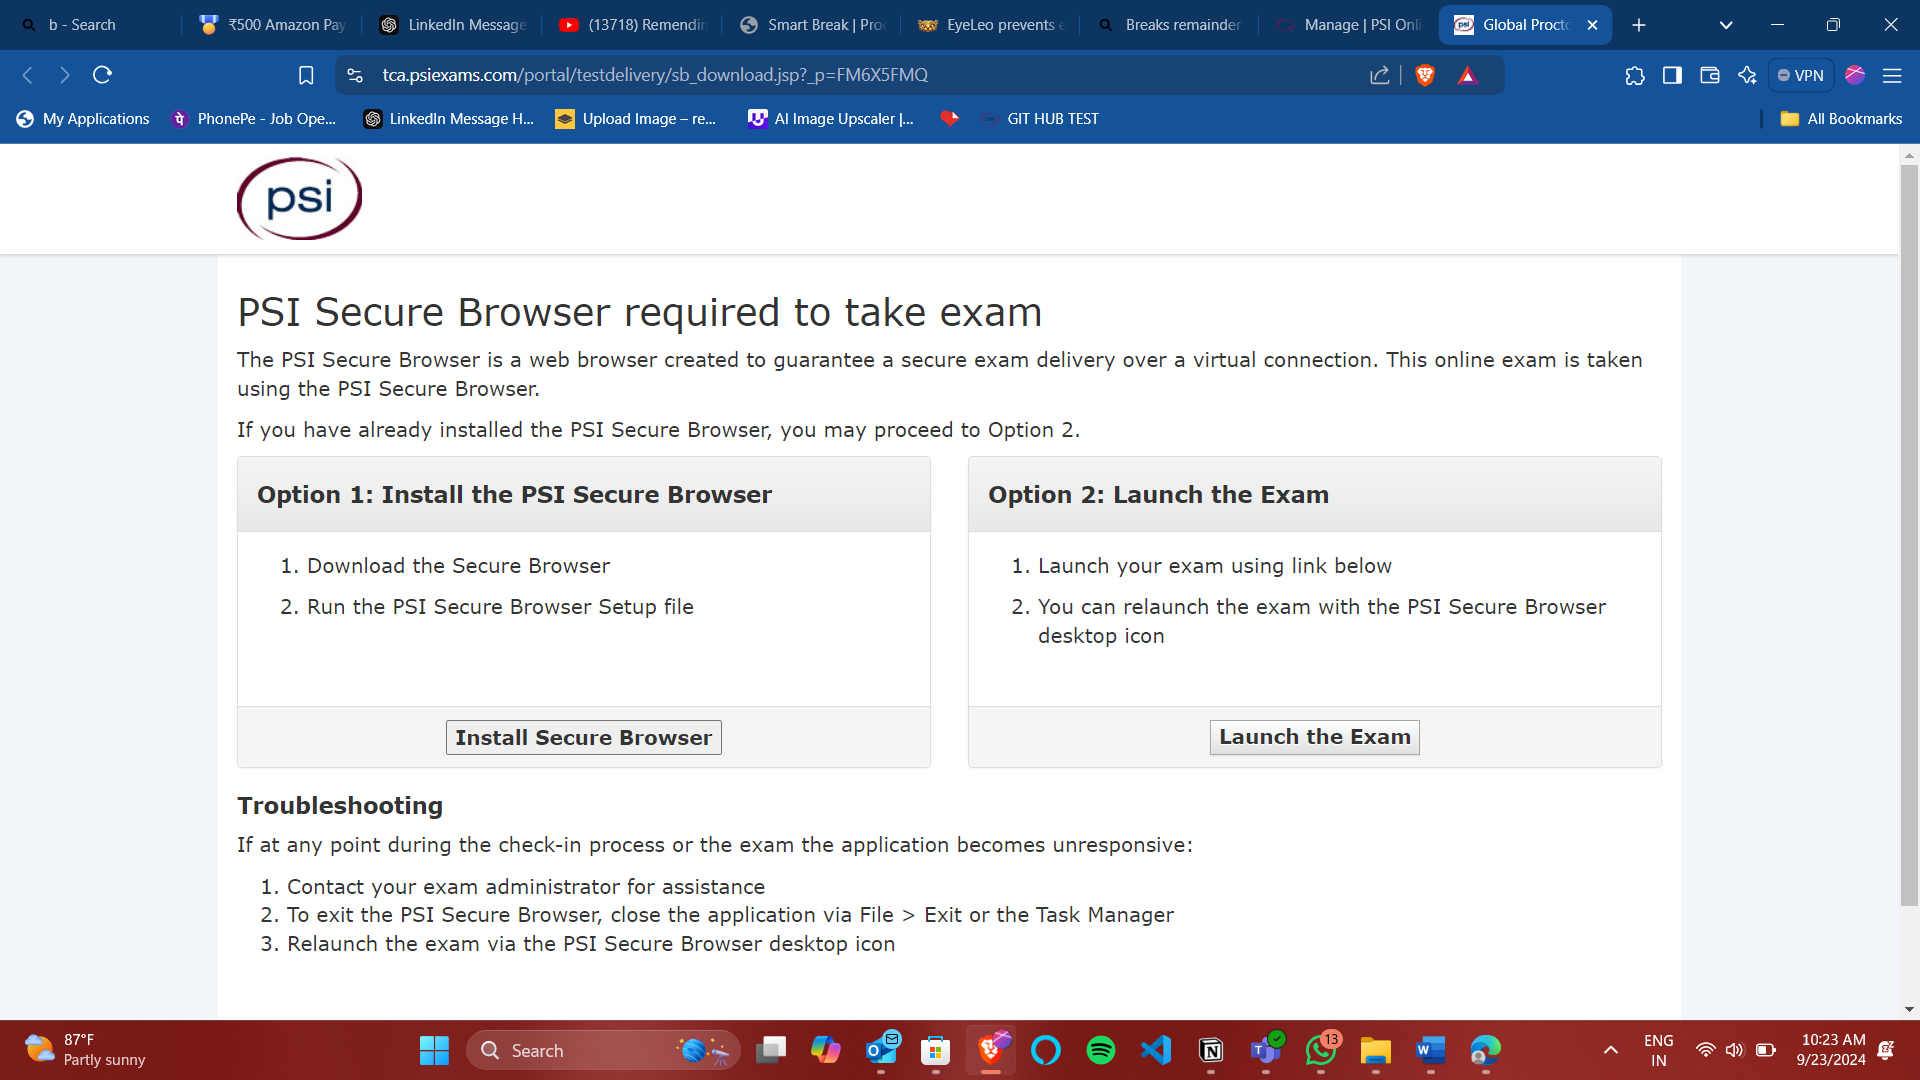 b - Search
₹500 Amazon Pay
LinkedIn Message
(13718) Remendin
Smart Break | Pro
EyeLeo prevents e
Breaks remainder
Manage | PSI Onli
Global Procto
tca.psiexams.com/portal/testdelivery/sb_download.jsp?_p=FM6X5FMQ
VPN
My Applications
PhonePe - Job Ope...
LinkedIn Message H...
Upload Image – re...
AI Image Upscaler |...
GIT HUB TEST
All Bookmarks
psi
PSI Secure Browser required to take exam
The PSI Secure Browser is a web browser created to guarantee a secure exam delivery over a virtual connection. This online exam is taken
using the PSI Secure Browser.
If you have already installed the PSI Secure Browser, you may proceed to Option 2.
Option 1: Install the PSI Secure Browser
1. Download the Secure Browser
2. Run the PSI Secure Browser Setup file
Install Secure Browser
Option 2: Launch the Exam
1. Launch your exam using link below
2. You can relaunch the exam with the PSI Secure Browser
desktop icon
Launch the Exam
Troubleshooting
If at any point during the check-in process or the exam the application becomes unresponsive:
1. Contact your exam administrator for assistance
2. To exit the PSI Secure Browser, close the application via File > Exit or the Task Manager
3. Relaunch the exam via the PSI Secure Browser desktop icon
87°F
Partly sunny
Search
13
ENG
IN
10:23 AM
9/23/2024